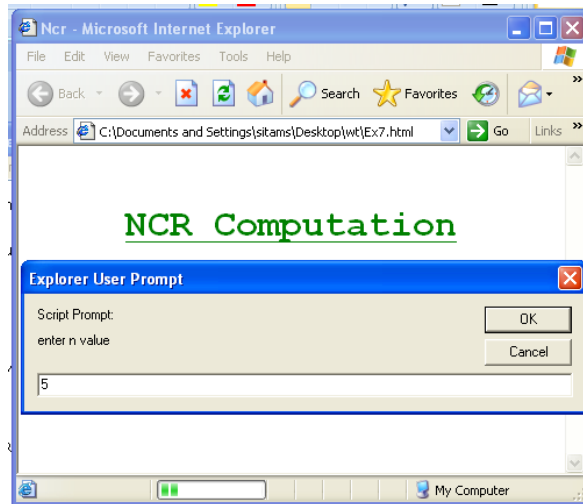 Ncr - Microsoft Internet Explorer
File Edit View Favorites Tools Help
Back Search Favorites »
Address C:\Documents and Settings\sitams\Desktop\wt\Ex7.html Go Links »
NCR Computation
Explorer User Prompt
Script Prompt:
OK
enter n value
Cancel
5
My Computer